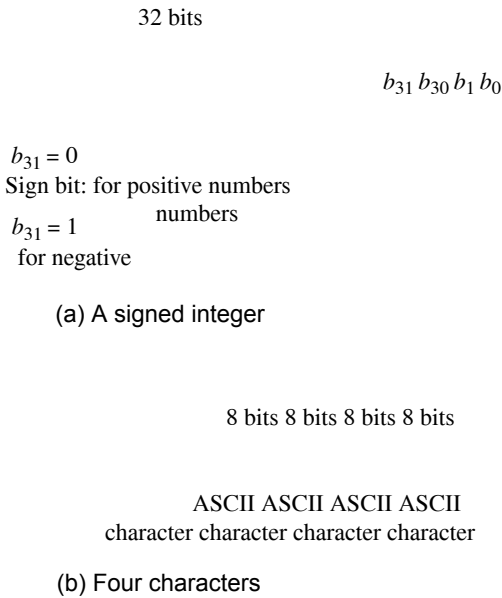 32 bits
b31 b30 b1 b0
b31 = 0
Sign bit: for positive numbers
numbers
b31 = 1
for negative
(a) A signed integer
8 bits 8 bits 8 bits 8 bits
ASCII ASCII ASCII ASCII
character character character character
(b) Four characters